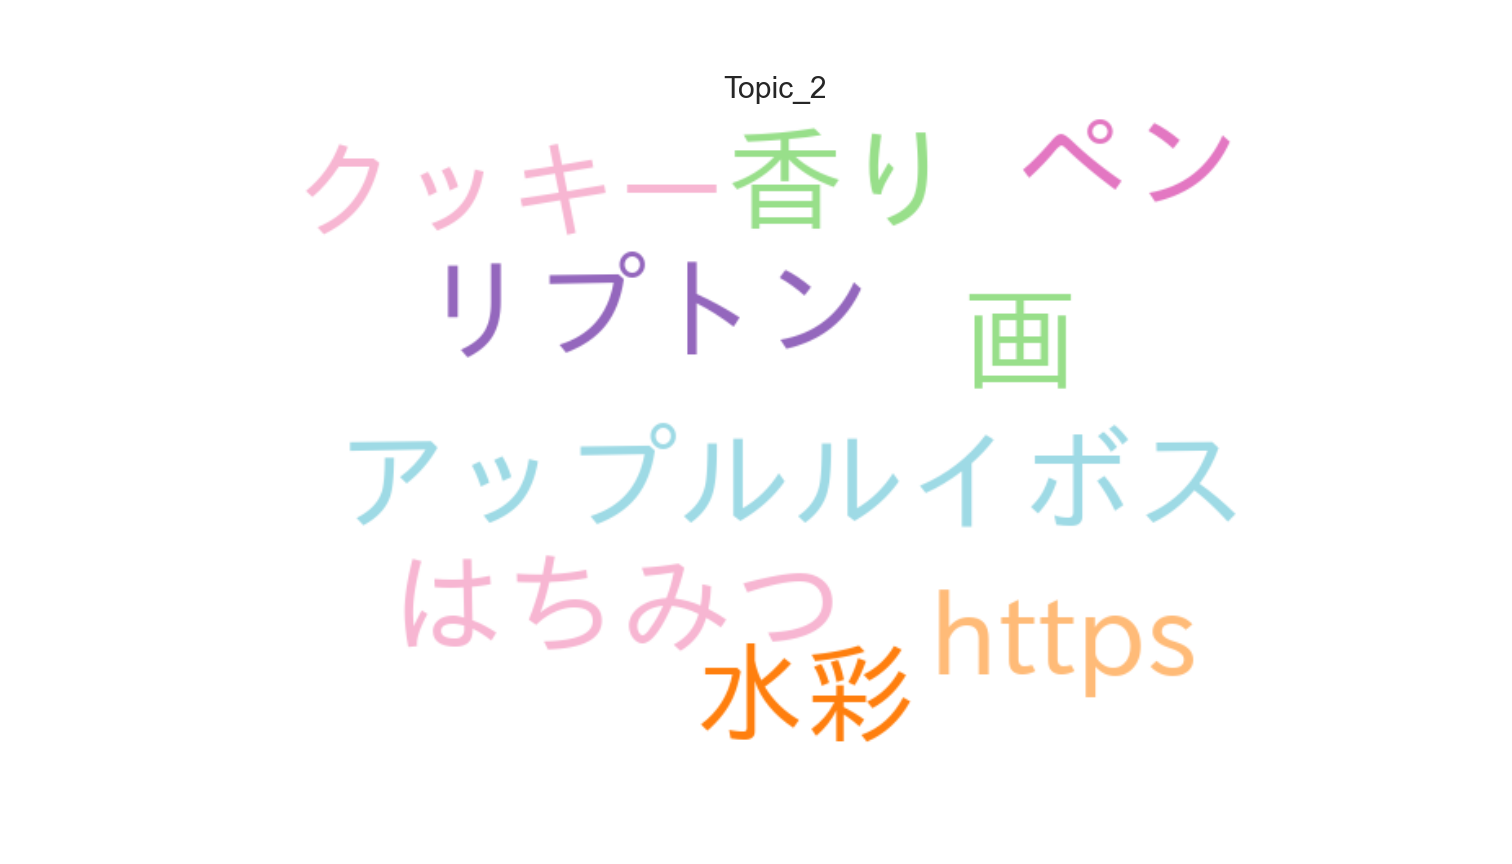 Topic_2
クッキー 香り ペン
リプトン 画
アップルルイボス
はちみつ https
水彩